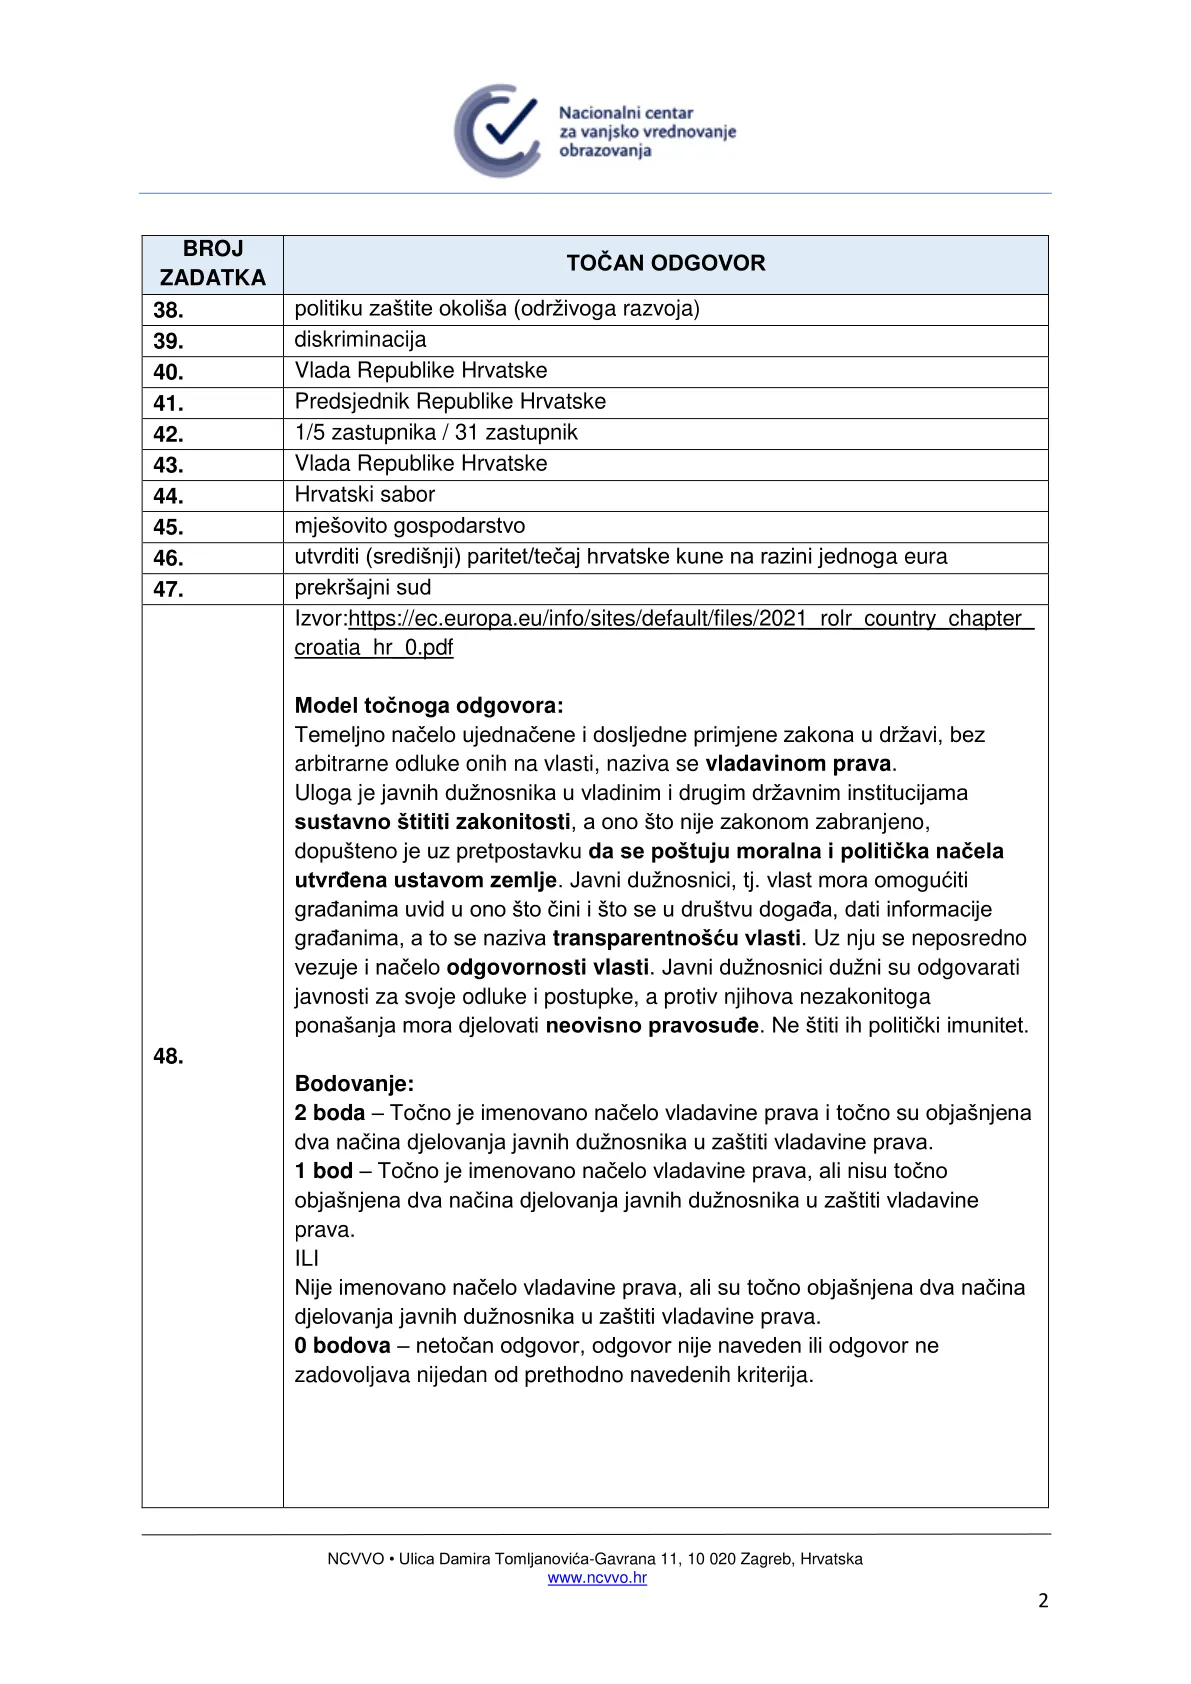 Nacionalni centar
za vanjsko vrednovanje
obrazovanja
BROJ
ZADATKA
TOČAN ODGOVOR
38.
politiku zaštite okoliša (održivoga razvoja)
39.
diskriminacija
40.
Vlada Republike Hrvatske
41.
Predsjednik Republike Hrvatske
42.
1/5 zastupnika / 31 zastupnik
43.
Vlada Republike Hrvatske
44.
Hrvatski sabor
45.
mješovito gospodarstvo
46.
utvrditi (središnji) paritet/tečaj hrvatske kune na razini jednoga eura
47.
prekršajni sud
48.
Izvor:https://ec.europa.eu/info/sites/default/files/2021_rolr_country_chapter_
croatia_hr_0.pdf
Model točnoga odgovora:
Temeljno načelo ujednačene i dosljedne primjene zakona u državi, bez
arbitrarne odluke onih na vlasti, naziva se vladavinom prava.
Uloga je javnih dužnosnika u vladinim i drugim državnim institucijama
sustavno štititi zakonitosti, a ono što nije zakonom zabranjeno,
dopušteno je uz pretpostavku da se poštuju moralna i politička načela
utvrđena ustavom zemlje. Javni dužnosnici, tj. vlast mora omogućiti
građanima uvid u ono što čini i što se u društvu događa, dati informacije
građanima, a to se naziva transparentnošću vlasti. Uz nju se neposredno
vezuje i načelo odgovornosti vlasti. Javni dužnosnici dužni su odgovarati
javnosti za svoje odluke i postupke, a protiv njihova nezakonitoga
ponašanja mora djelovati neovisno pravosuđe. Ne štiti ih politički imunitet.
Bodovanje:
2 boda – Točno je imenovano načelo vladavine prava i točno su objašnjena
dva načina djelovanja javnih dužnosnika u zaštiti vladavine prava.
1 bod – Točno je imenovano načelo vladavine prava, ali nisu točno
objašnjena dva načina djelovanja javnih dužnosnika u zaštiti vladavine
prava.
ILI
Nije imenovano načelo vladavine prava, ali su točno objašnjena dva načina
djelovanja javnih dužnosnika u zaštiti vladavine prava.
0 bodova – netočan odgovor, odgovor nije naveden ili odgovor ne
zadovoljava nijedan od prethodno navedenih kriterija.
NCVVO • Ulica Damira Tomljanovića-Gavrana 11, 10 020 Zagreb, Hrvatska
www.ncvvo.hr
2